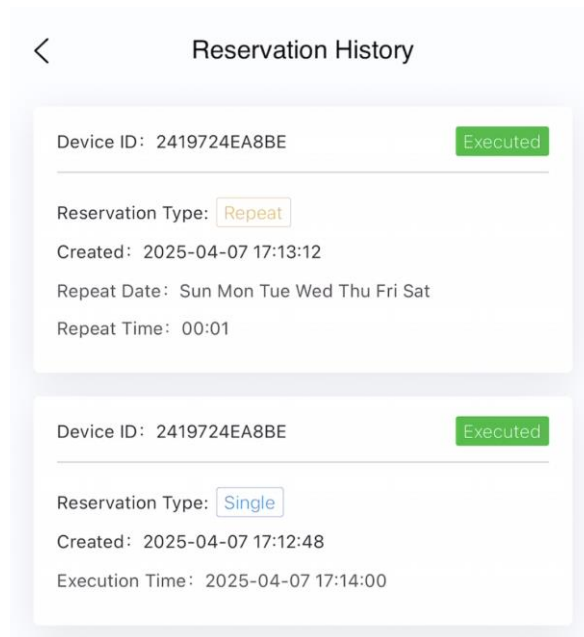 Reservation History
Device ID： 2419724EA8BE Executed
Reservation Type: Repeat
Created： 2025-04-07 17:13:12
Repeat Date： Sun Mon Tue Wed Thu Fri Sat
Repeat Time： 00:01
Device ID： 2419724EA8BE Executed
Reservation Type: Single
Created： 2025-04-07 17:12:48
Execution Time： 2025-04-07 17:14:00